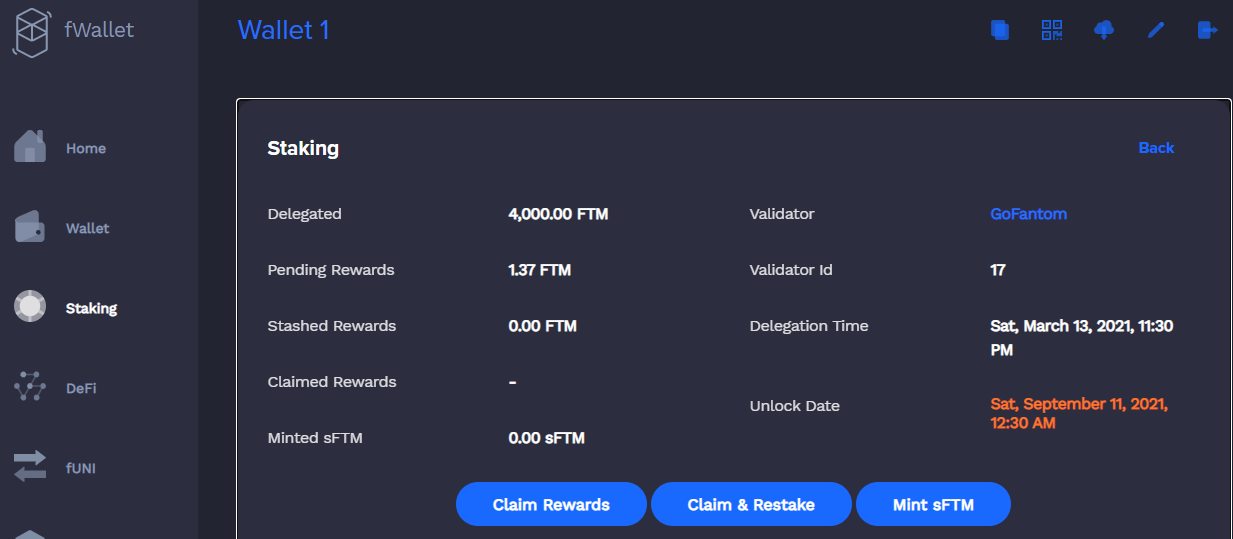 fWallet
Wallet 1
Home
Wallet
Staking
DeFi
fUNI
Staking
Back
Delegated
4,000.00 FTM
Validator
GoFantom
Pending Rewards
1.37 FTM
Validator Id
17
Stashed Rewards
0.00 FTM
Delegation Time
Sat, March 13, 2021, 11:30
PM
Claimed Rewards
-
Unlock Date
Sat, September 11, 2021,
12:30 AM
Minted sFTM
0.00 sFTM
Claim Rewards
Claim & Restake
Mint sFTM